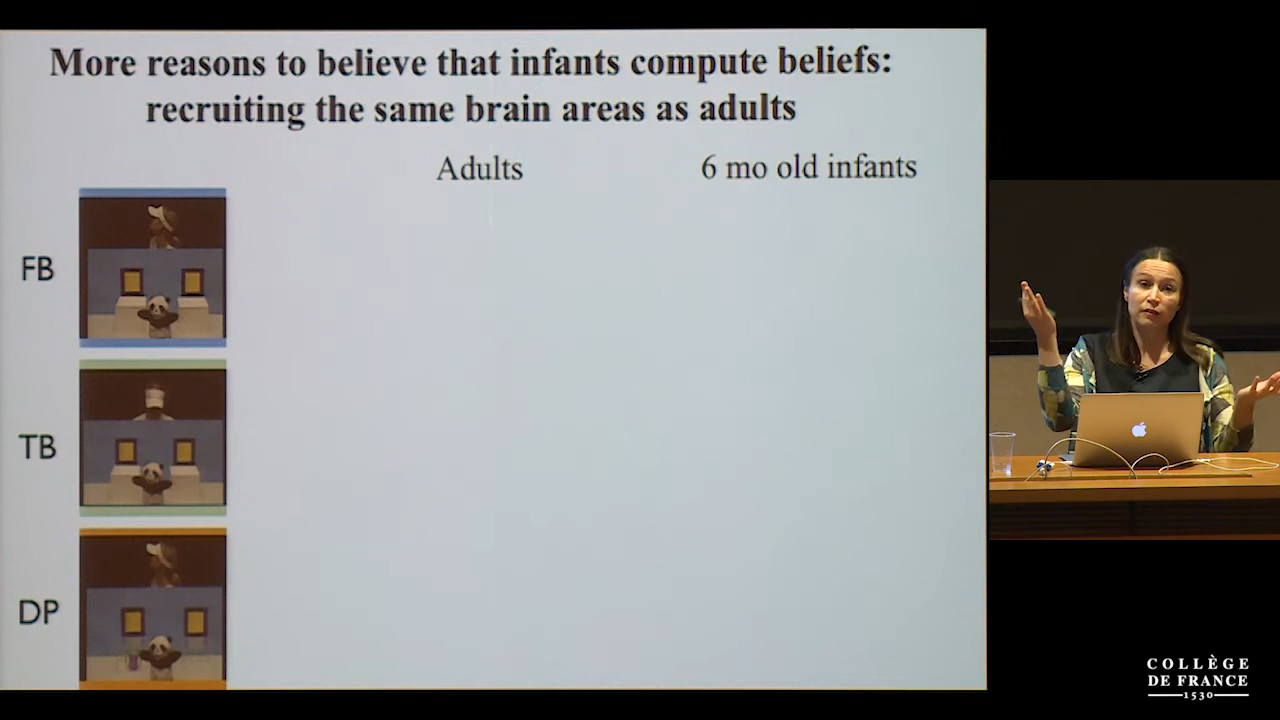 More reasons to believe that infants compute beliefs:
recruiting the same brain areas as adults
Adults
6 mo old infants
FB
TB
DP
COLLÈGE
DE FRANCE
1530